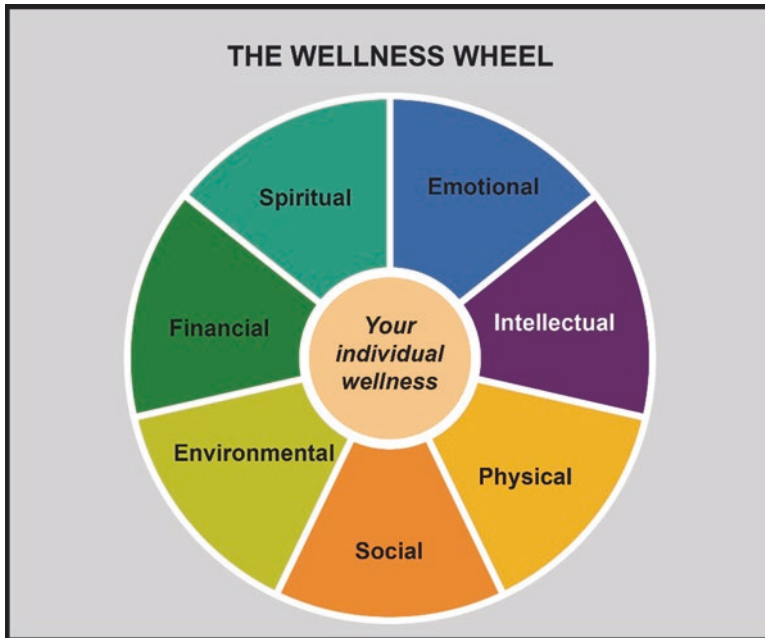 THE WELLNESS WHEEL
Spiritual
Emotional
Financial
Your
individual
wellness
Intellectual
Environmental
Physical
Social